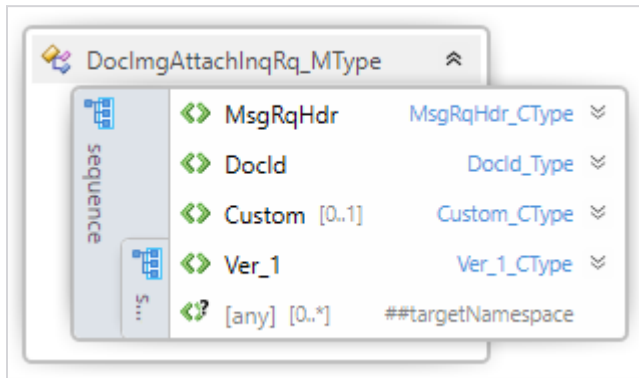 DocImgAttachInqRq_MType
sequence
MsgRqHdr MsgRqHdr_CType
DocId DocId_Type
Custom [0..1] Custom_CType
s...
Ver_1 Ver_1_CType
[any] [0..*] ##targetNamespace